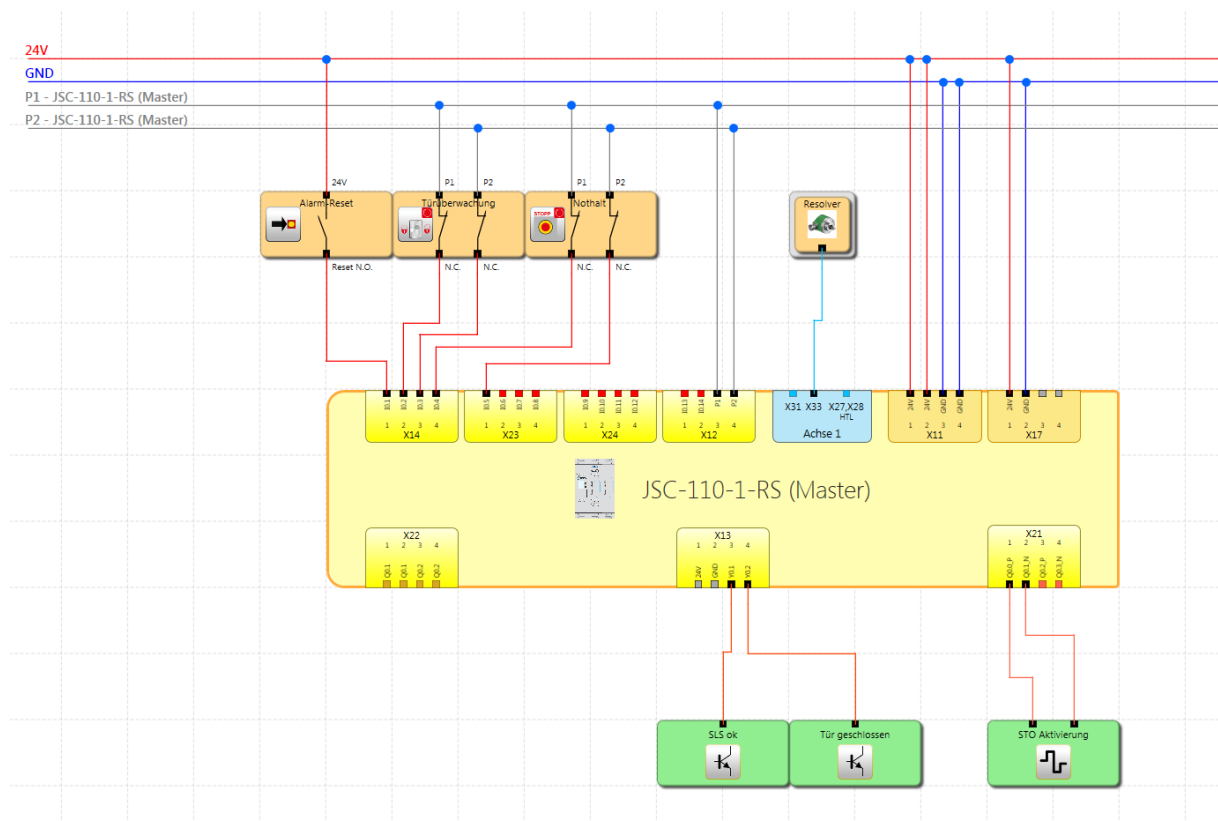 24V
GND
P1 - JSC-110-1-RS (Master)
P2 - JSC-110-1-RS (Master)
24V P1 P2 P1 P2
Alarm-Reset Türüberwachung Nothalt Resolver
STOPP
Reset N.O. N.C. N.C. N.C. N.C.
I0.1 I0.2 I0.3 I0.4 I0.5 I0.6 I0.7 I0.8 I0.9 I0.10 I0.11 I0.12 I0.13 I0.14 P1 P2 X31 X33 X27,X28 24V 24V GND GND 24V GND
HTL
1 2 3 4 1 2 3 4 1 2 3 4 1 2 3 4 1 2 3 4 1 2 3 4
X14 X23 X24 X12 Achse 1 X11 X17
JSC-110-1-RS (Master)
X22 X13 X21
1 2 3 4 1 2 3 4 1 2 3 4
Q0.1 Q0.1 Q0.2 Q0.2 24V GND Y0.1 Y0.2 Q0.0_P Q0.1_N Q0.2_P Q0.3_N
SLS ok Tür geschlossen STO Aktivierung